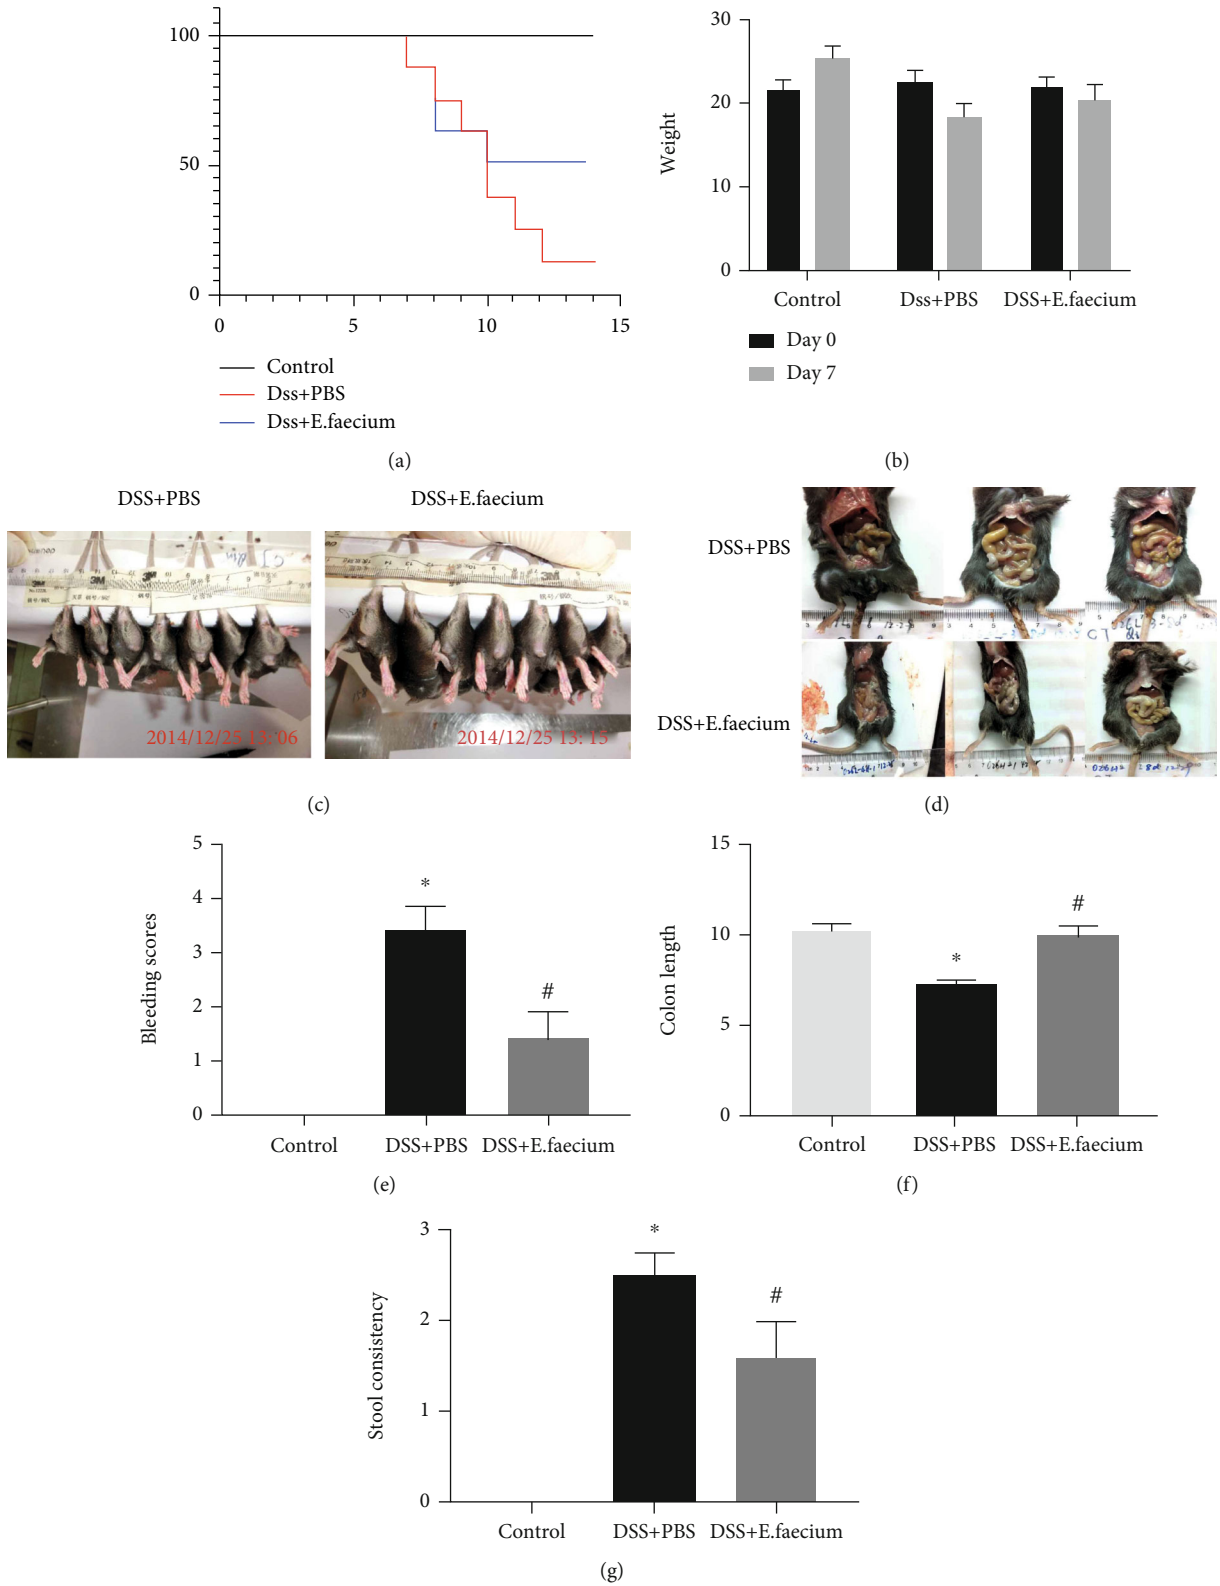 100
50
0
0 5 10 15
Control
Dss+PBS
Dss+E.faecium
(a)
Weight
30
20
10
0
Control Dss+PBS DSS+E.faecium
Day 0
Day 7
(b)
DSS+PBS DSS+E.faecium
3M 3M
2014/12/25 13:06
3M
2014/12/25 13:15
(c)
DSS+PBS
DSS+E.faecium
(d)
Bleeding scores
5
4
3
2
1
0
*
#
Control DSS+PBS DSS+E.faecium
(e)
Colon length
15
10
5
0
*
#
Control DSS+PBS DSS+E.faecium
(f)
Stool consistency
3
2
1
0
*
#
Control DSS+PBS DSS+E.faecium
(g)